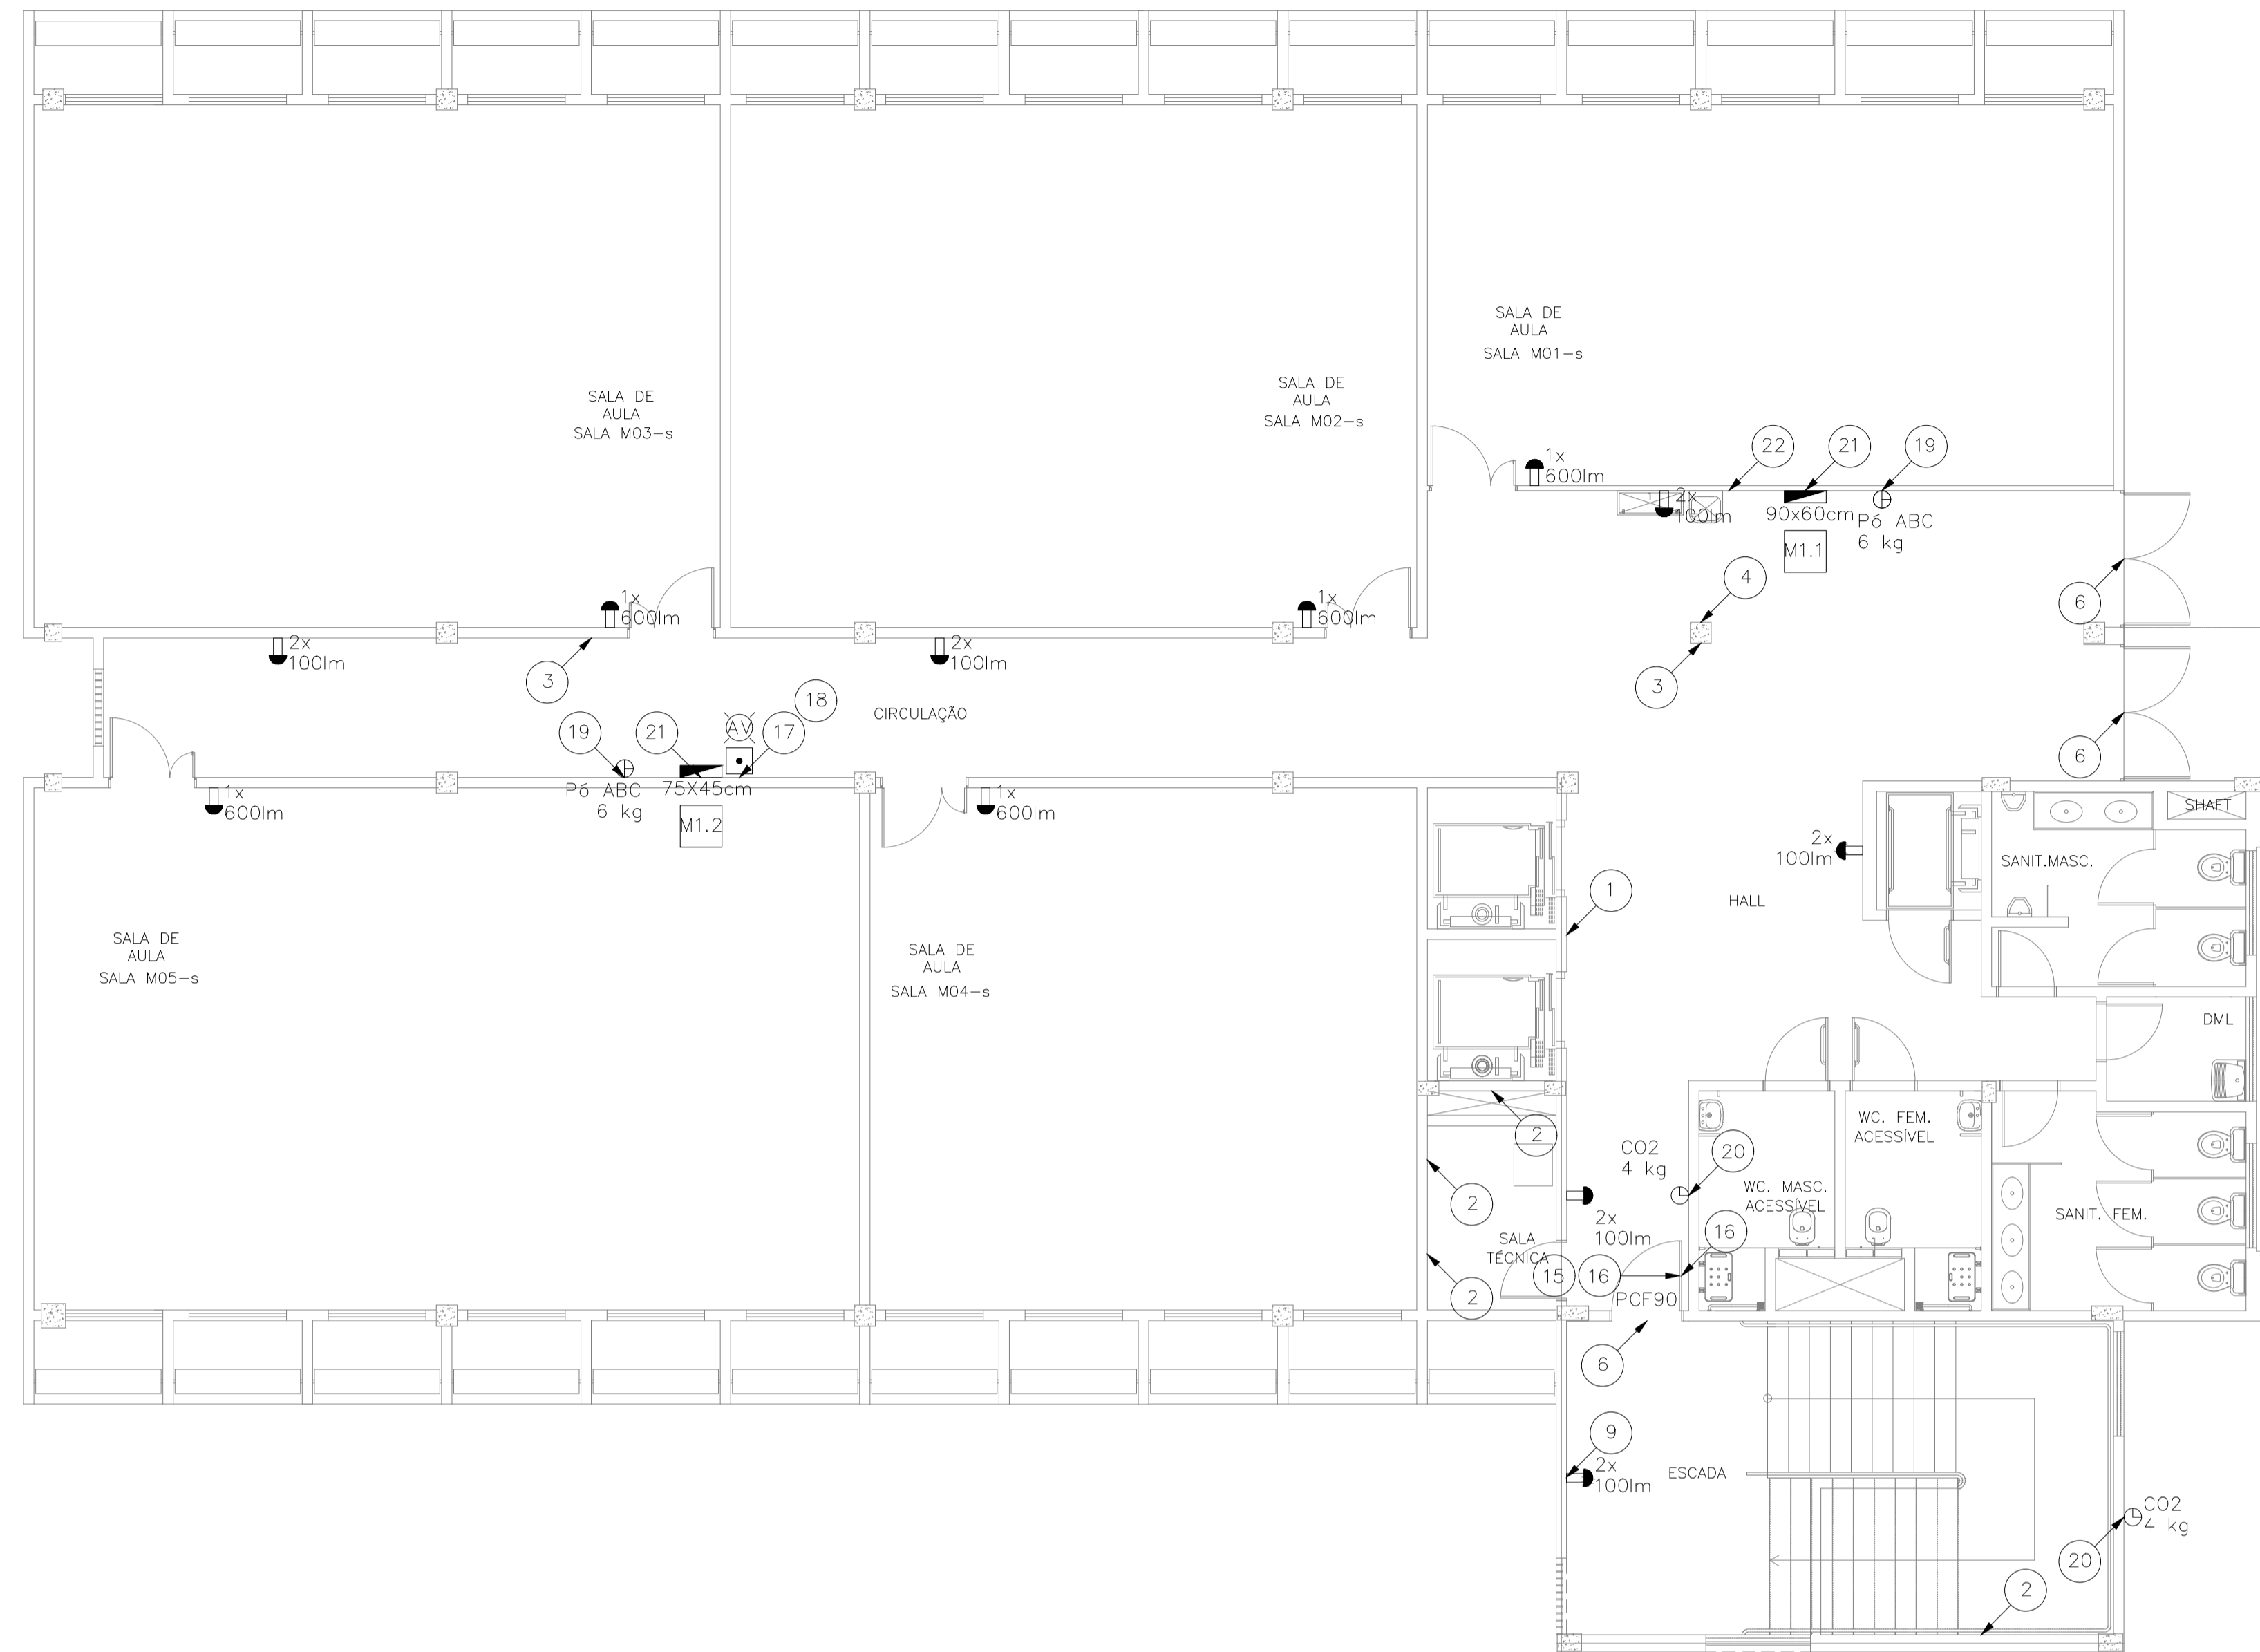 SALA DE
AULA
SALA M01-s
SALA DE
AULA
SALA M02-s
SALA DE
AULA
SALA M03-s
22
21
19
1x
600lm
2x
100lm
90x60cm
Pó ABC
6 kg
M1.1
4
6
1x
600lm
1x
600lm
2x
100lm
2x
100lm
3
3
18
CIRCULAÇÃO
19
21
AV
17
6
Pó ABC
6 kg
75X45cm
M1.2
1x
600lm
1x
600lm
SHAFT
2x
100lm
SANIT.MASC.
1
HALL
SALA DE
AULA
SALA M05-s
SALA DE
AULA
SALA M04-s
DML
2
CO2
4 kg
20
WC. FEM.
ACESSÍVEL
WC. MASC.
ACESSÍVEL
2
2x
100lm
SANIT. FEM.
16
SALA
TÉCNICA
15
16
2
PCF90
6
9
2x
100lm
ESCADA
CO2
4 kg
20
2